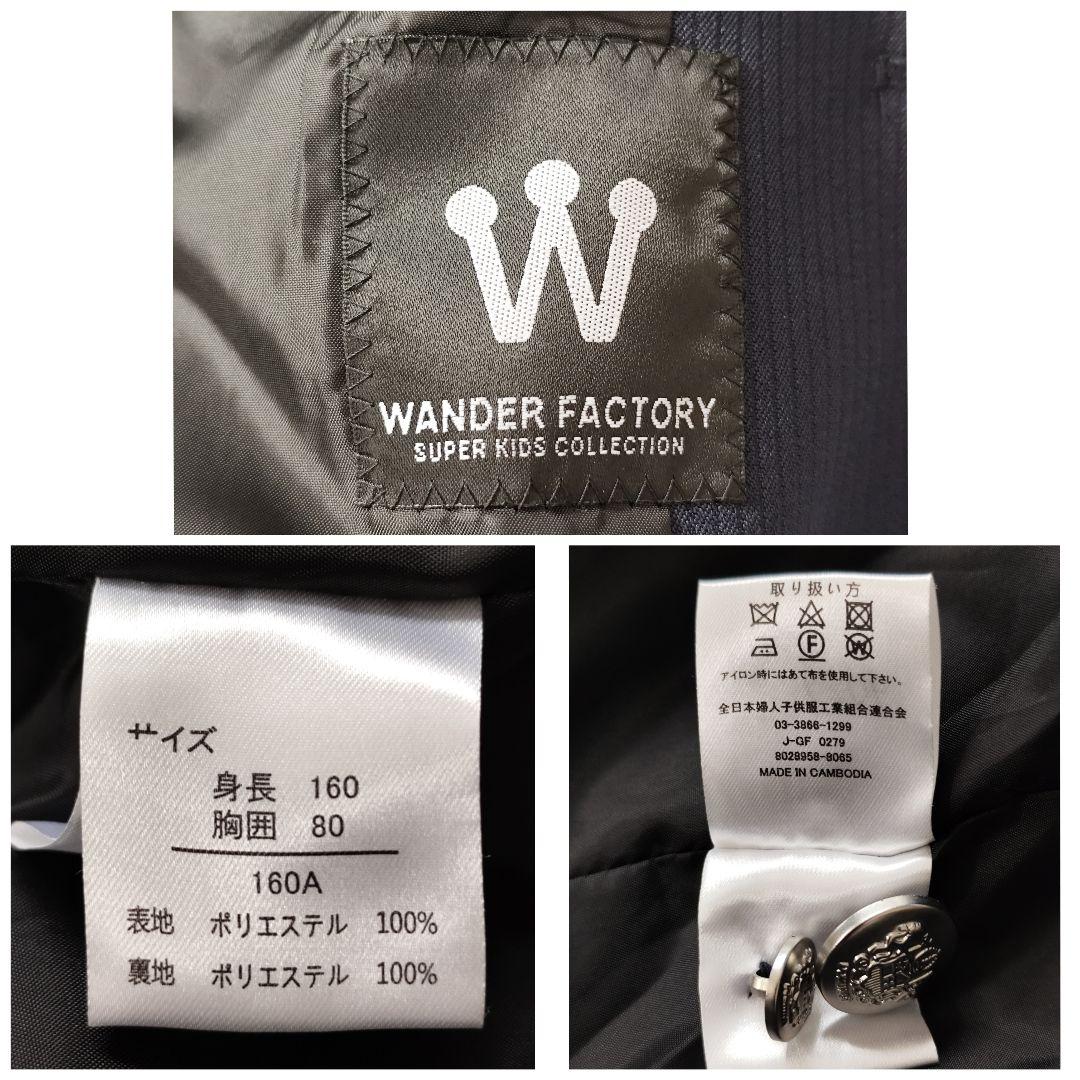 W
WANDER FACTORY
SUPER KIDS COLLECTION
サイズ
身長 160
胸囲 80
160A
表地 ポリエステル 100%
裏地 ポリエステル 100%
取り扱い方
F W
アイロン時にはあて布を使用して下さい。
全日本婦人子供服工業組合連合会
03-3866-1299
J-GF 0279
8029958-8065
MADE IN CAMBODIA